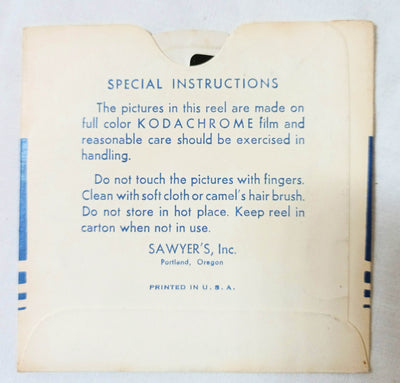 SPECIAL INSTRUCTIONS
The pictures in this reel are made on
full color KODACHROME film and
reasonable care should be exercised in
handling.
Do not touch the pictures with fingers.
Clean with soft cloth or camel's hair brush.
Do not store in hot place. Keep reel in
carton when not in use.
SAWYER'S, Inc.
Portland, Oregon
PRINTED IN U. S. A.